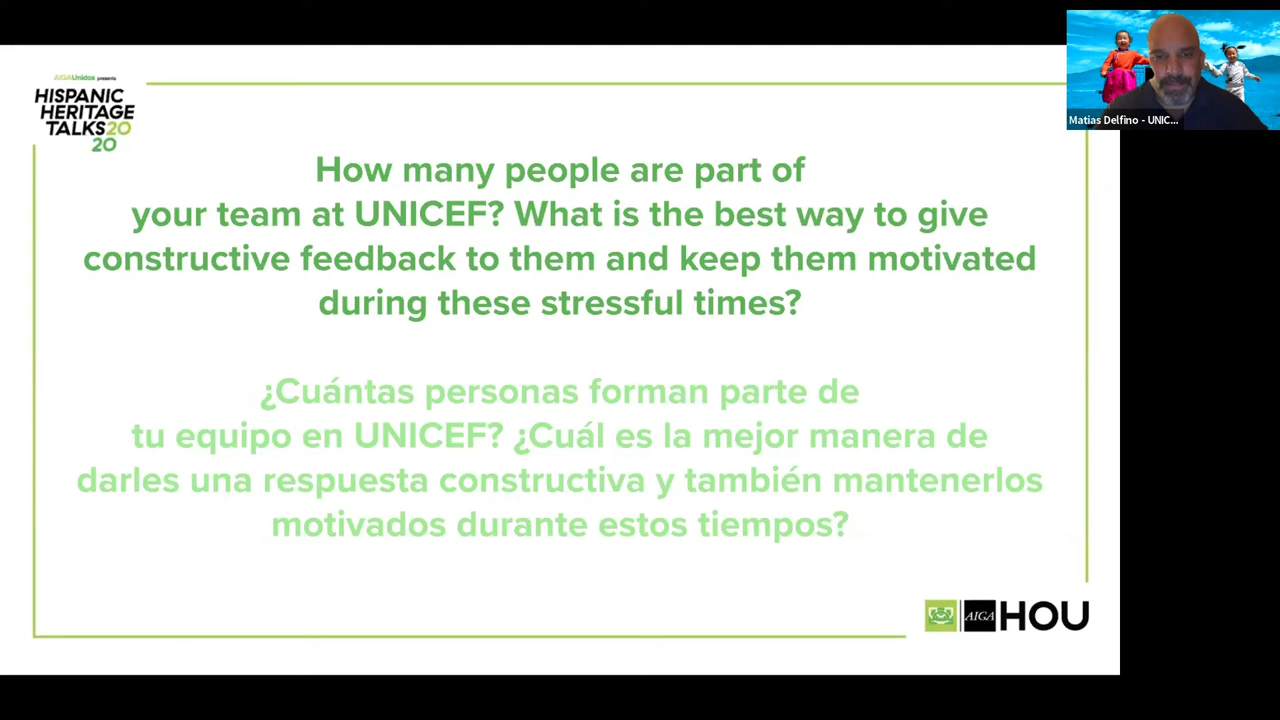 AIGAUnidos presents
HISPANIC
HERITAGE
TALKS20
20
How many people are part of
your team at UNICEF? What is the best way to give
constructive feedback to them and keep them motivated
during these stressful times?
¿Cuántas personas forman parte de
tu equipo en UNICEF? ¿Cuál es la mejor manera de
darles una respuesta constructiva y también mantenerlos
motivados durante estos tiempos?
AIGA HOU
Matias Delfino - UNIC...